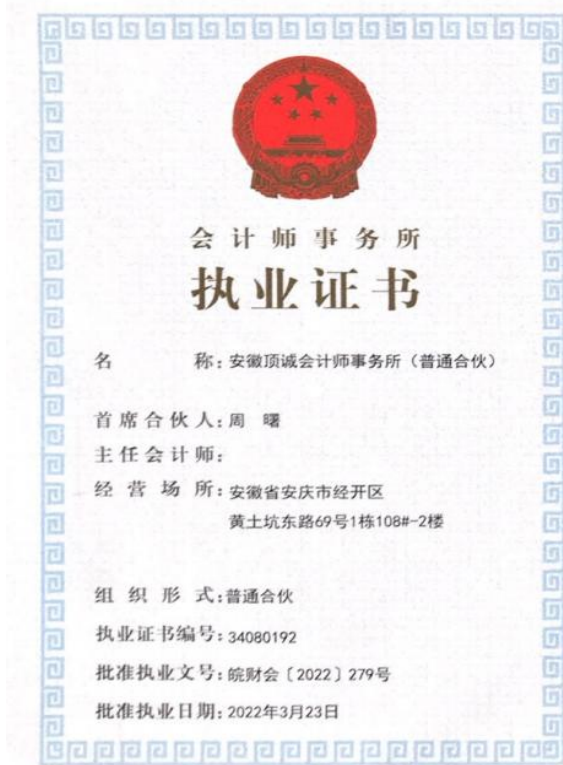 会计师事务所
执业证书
名称：安徽顶诚会计师事务所（普通合伙）
首席合伙人：周 曙
主任会计师：
经营场所：安徽省安庆市经开区
黄土坑东路69号1栋108#-2楼
组织形式：普通合伙
执业证书编号：34080192
批准执业文号：皖财会〔2022〕279号
批准执业日期：2022年3月23日